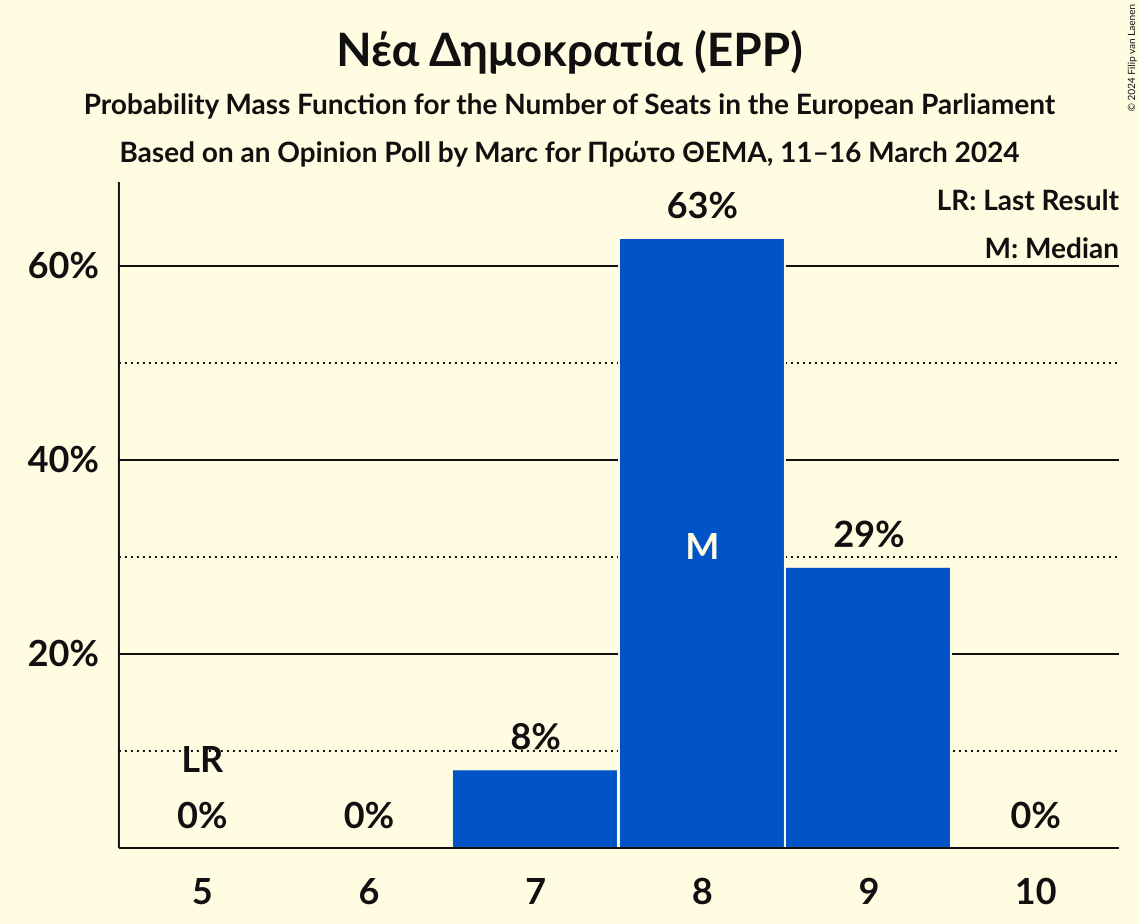 Νέα Δημοκρατία (EPP)
Probability Mass Function for the Number of Seats in the European Parliament
Based on an Opinion Poll by Marc for Πρώτο ΘΕΜΑ, 11–16 March 2024
© 2024 Filip van Laenen
LR: Last Result
M: Median
63%
60%
40%
M
29%
20%
8%
LR
0%
0%
0%
5
6
7
8
9
10